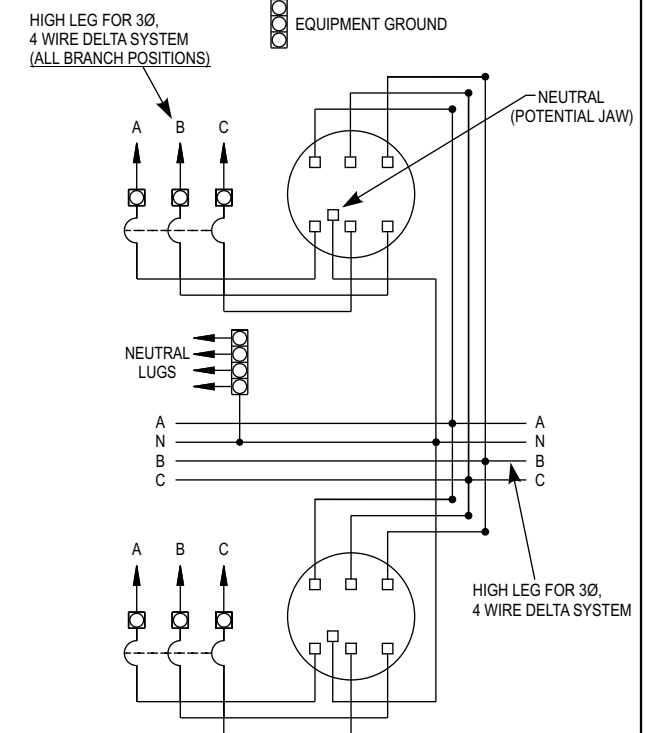 HIGH LEG FOR 3Ø,
4 WIRE DELTA SYSTEM
(ALL BRANCH POSITIONS)
EQUIPMENT GROUND
NEUTRAL
(POTENTIAL JAW)
A B C
NEUTRAL
LUGS
A A
N N
B B
C C
A B C
HIGH LEG FOR 3Ø,
4 WIRE DELTA SYSTEM